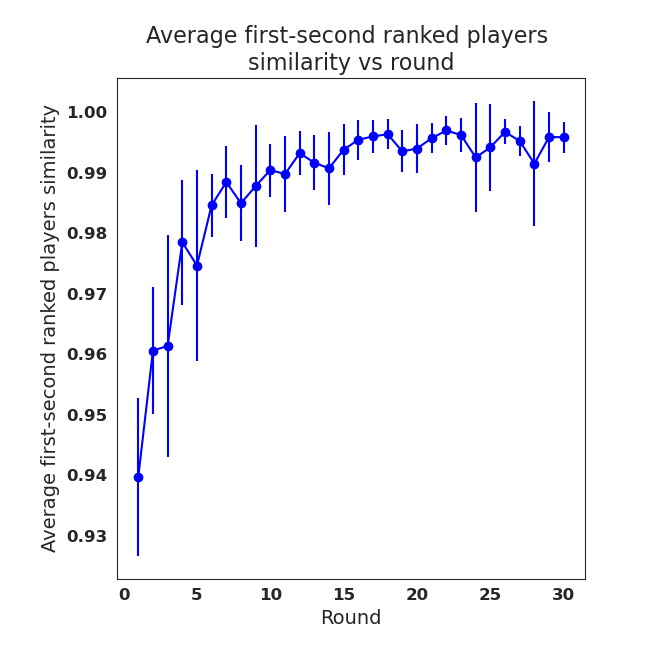 Average first-second ranked players
similarity vs round
Average first-second ranked players similarity
1.00
0.99
0.98
0.97
0.96
0.95
0.94
0.93
0 5 10 15 20 25 30
Round